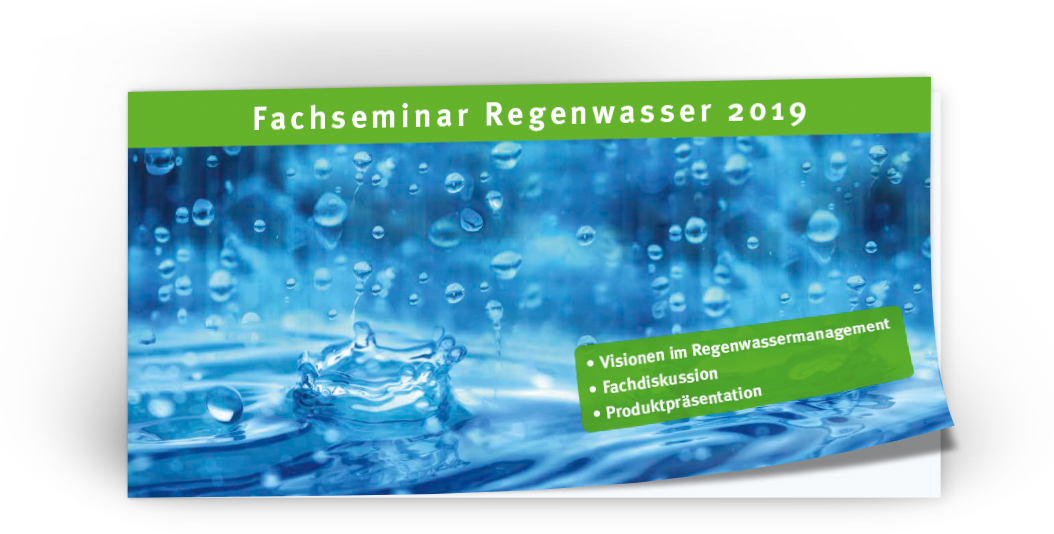 Fachseminar Regenwasser 2019
• Visionen im Regenwassermanagement
• Fachdiskussion
• Produktpräsentation